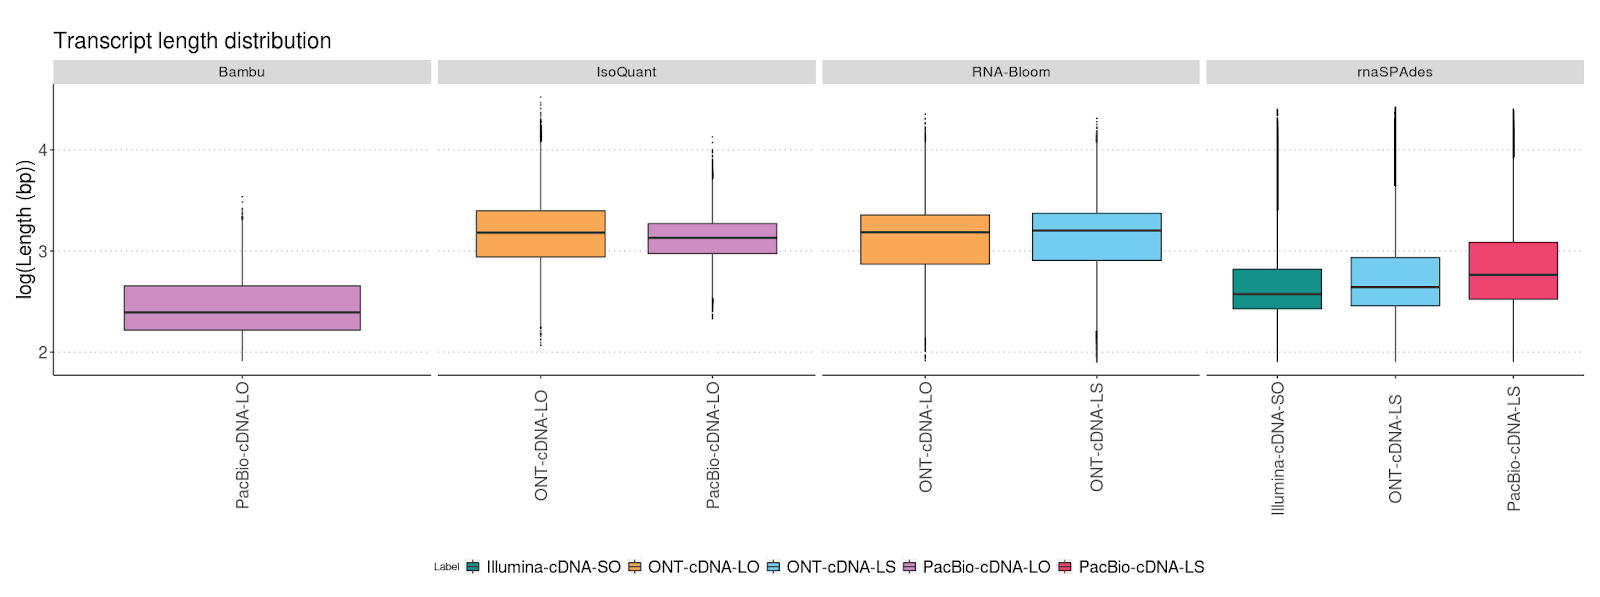 Transcript length distribution
Bambu IsoQuant RNA-Bloom rnaSPAdes
log(Length (bp))
4
3
2
PacBio-cDNA-LO ONT-cDNA-LO PacBio-cDNA-LO ONT-cDNA-LO ONT-cDNA-LS Illumina-cDNA-SO ONT-cDNA-LS PacBio-cDNA-LS
Label Illumina-cDNA-SO ONT-cDNA-LO ONT-cDNA-LS PacBio-cDNA-LO PacBio-cDNA-LS